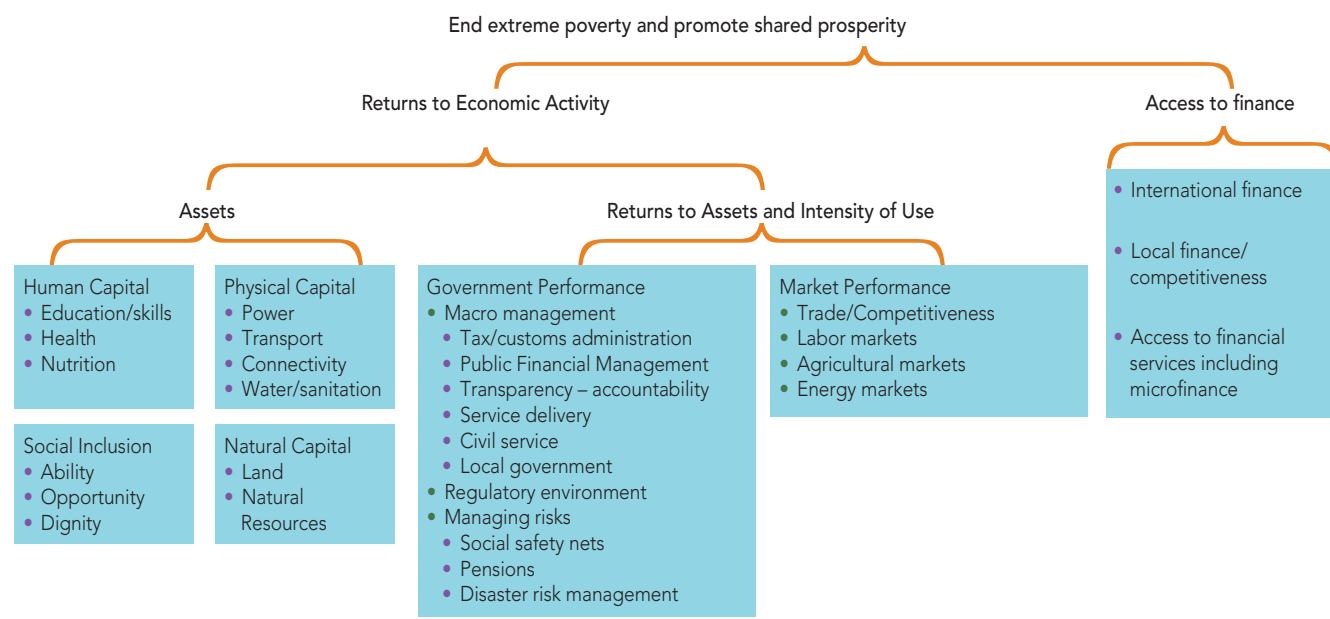 End extreme poverty and promote shared prosperity
Returns to Economic Activity
Access to finance
Assets
Returns to Assets and Intensity of Use
Human Capital
• Education/skills
• Health
• Nutrition
Physical Capital
• Power
• Transport
• Connectivity
• Water/sanitation
Social Inclusion
• Ability
• Opportunity
• Dignity
Natural Capital
• Land
• Natural
Resources
Government Performance
• Macro management
• Tax/customs administration
• Public Financial Management
• Transparency – accountability
• Service delivery
• Civil service
• Local government
• Regulatory environment
• Managing risks
• Social safety nets
• Pensions
• Disaster risk management
Market Performance
• Trade/Competitiveness
• Labor markets
• Agricultural markets
• Energy markets
• International finance
• Local finance/
competitiveness
• Access to financial
services including
microfinance